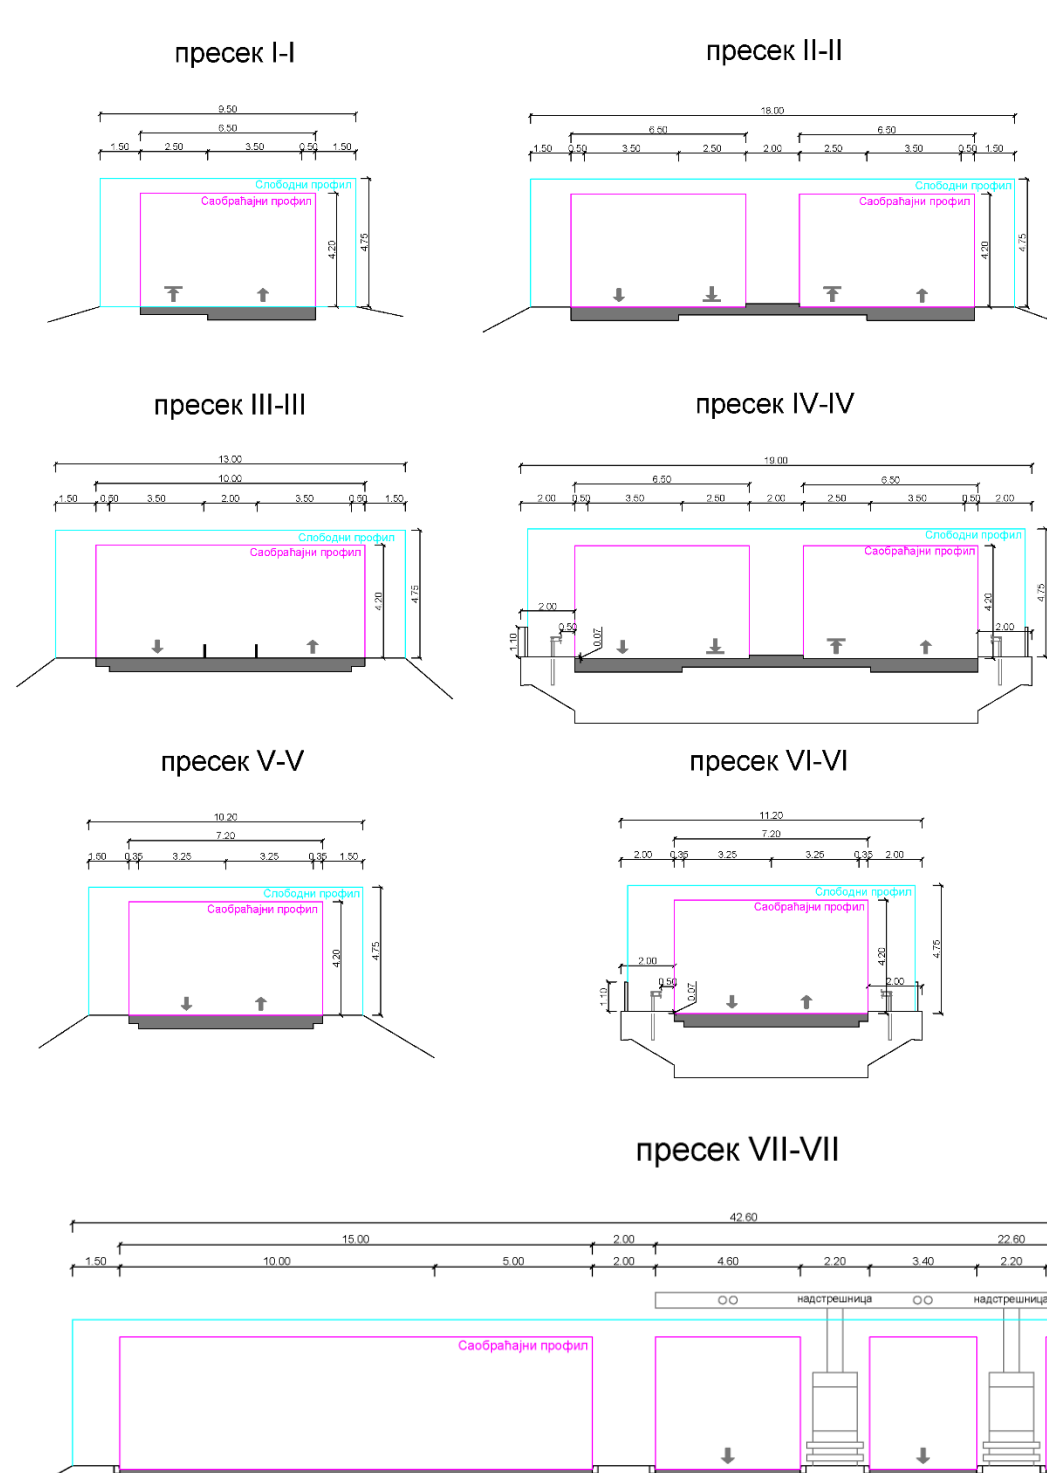 пресек I-I
9.50
6.50
1.50 2.50 3.50 0.50 1.50
Слободни профил
Саобраћајни профил
4.20
4.75
пресек II-II
18.00
6.50 6.50
1.50 0.50 3.50 2.50 2.00 2.50 3.50 0.50 1.50
Слободни профил
Саобраћајни профил
4.20
4.75
пресек III-III
13.00
10.00
1.50 0.50 3.50 2.00 3.50 0.50 1.50
Слободни профил
Саобраћајни профил
4.20
4.75
пресек IV-IV
19.00
6.50 6.50
2.00 0.50 3.50 2.50 2.00 2.50 3.50 0.50 2.00
Слободни профил
Саобраћајни профил
2.00
0.50
1.10
0.07
4.20
4.75
2.00
пресек V-V
10.20
7.20
1.50 0.35 3.25 3.25 0.35 1.50
Слободни профил
Саобраћајни профил
4.20
4.75
пресек VI-VI
11.20
7.20
2.00 0.35 3.25 3.25 0.35 2.00
Слободни профил
Саобраћајни профил
2.00
0.50
1.10
0.07
4.20
4.75
2.00
пресек VII-VII
42.60
15.00 2.00 22.60
1.50 10.00 5.00 2.00 4.60 2.20 3.40 2.20
надстрешница надстрешница
Саобраћајни профил